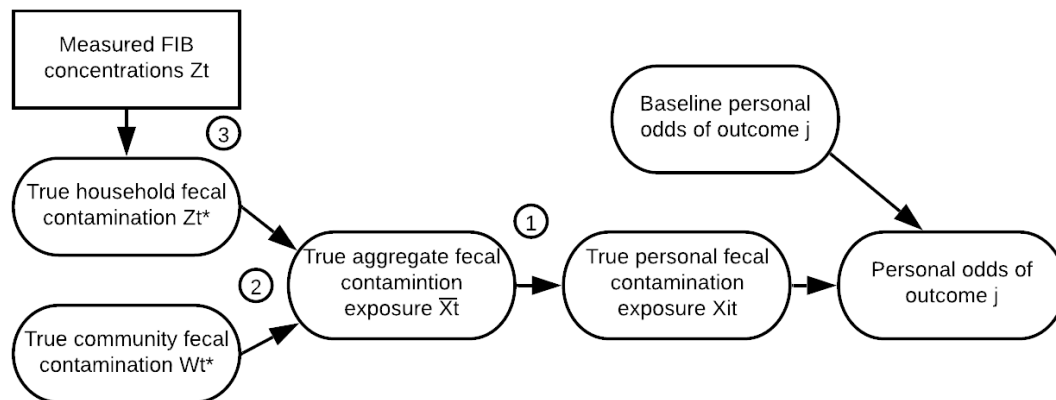 Measured FIB
concentrations Zt
3
True household fecal
contamination Zt*
2
True community fecal
contamination Wt*
True aggregate fecal
contamintion
exposure X̅t
1
True personal fecal
contamination
exposure Xit
Baseline personal
odds of outcome j
Personal odds of
outcome j